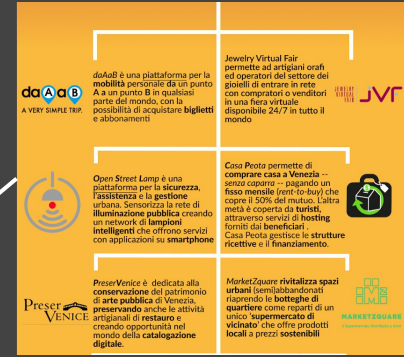 daAaB
A VERY SIMPLE TRIP.
daAaB è una piattaforma per la
mobilità personale da un punto
A a un punto B in qualsiasi
parte del mondo, con la
possibilità di acquistare biglietti
e abbonamenti
Jewelry Virtual Fair
permette ad artigiani orafi
ed operatori del settore dei
gioielli di entrare in rete
con compratori o venditori
in una fiera virtuale
disponibile 24/7 in tutto il
mondo
JEWELRY
VIRTUAL
FAIR
JVF
Open Street Lamp è una
piattaforma per la sicurezza,
l'assistenza e la gestione
urbana. Sensorizza la rete di
illuminazione pubblica creando
un network di lampioni
intelligenti che offrono servizi
con applicazioni su smartphone
Casa Peota permette di
comprare casa a Venezia --
senza caparra -- pagando un
fisso mensile (rent-to-buy) che
copre il 50% del mutuo. L'altra
metà è coperta da turisti,
attraverso servizi di hosting
forniti dai beneficiari .
Casa Peota gestisce le strutture
ricettive e il finanziamento.
Preser
VENICE
PreserVenice è dedicata alla
conservazione del patrimonio
di arte pubblica di Venezia,
preservando anche le attività
artigianali di restauro e
creando opportunità nel
mondo della catalogazione
digitale.
MarketZquare rivitalizza spazi
urbani (semi)abbandonati
riaprendo le botteghe di
quartiere come reparti di un
unico 'supermercato di
vicinato' che offre prodotti
locali a prezzi sostenibili
MARKETZQUARE